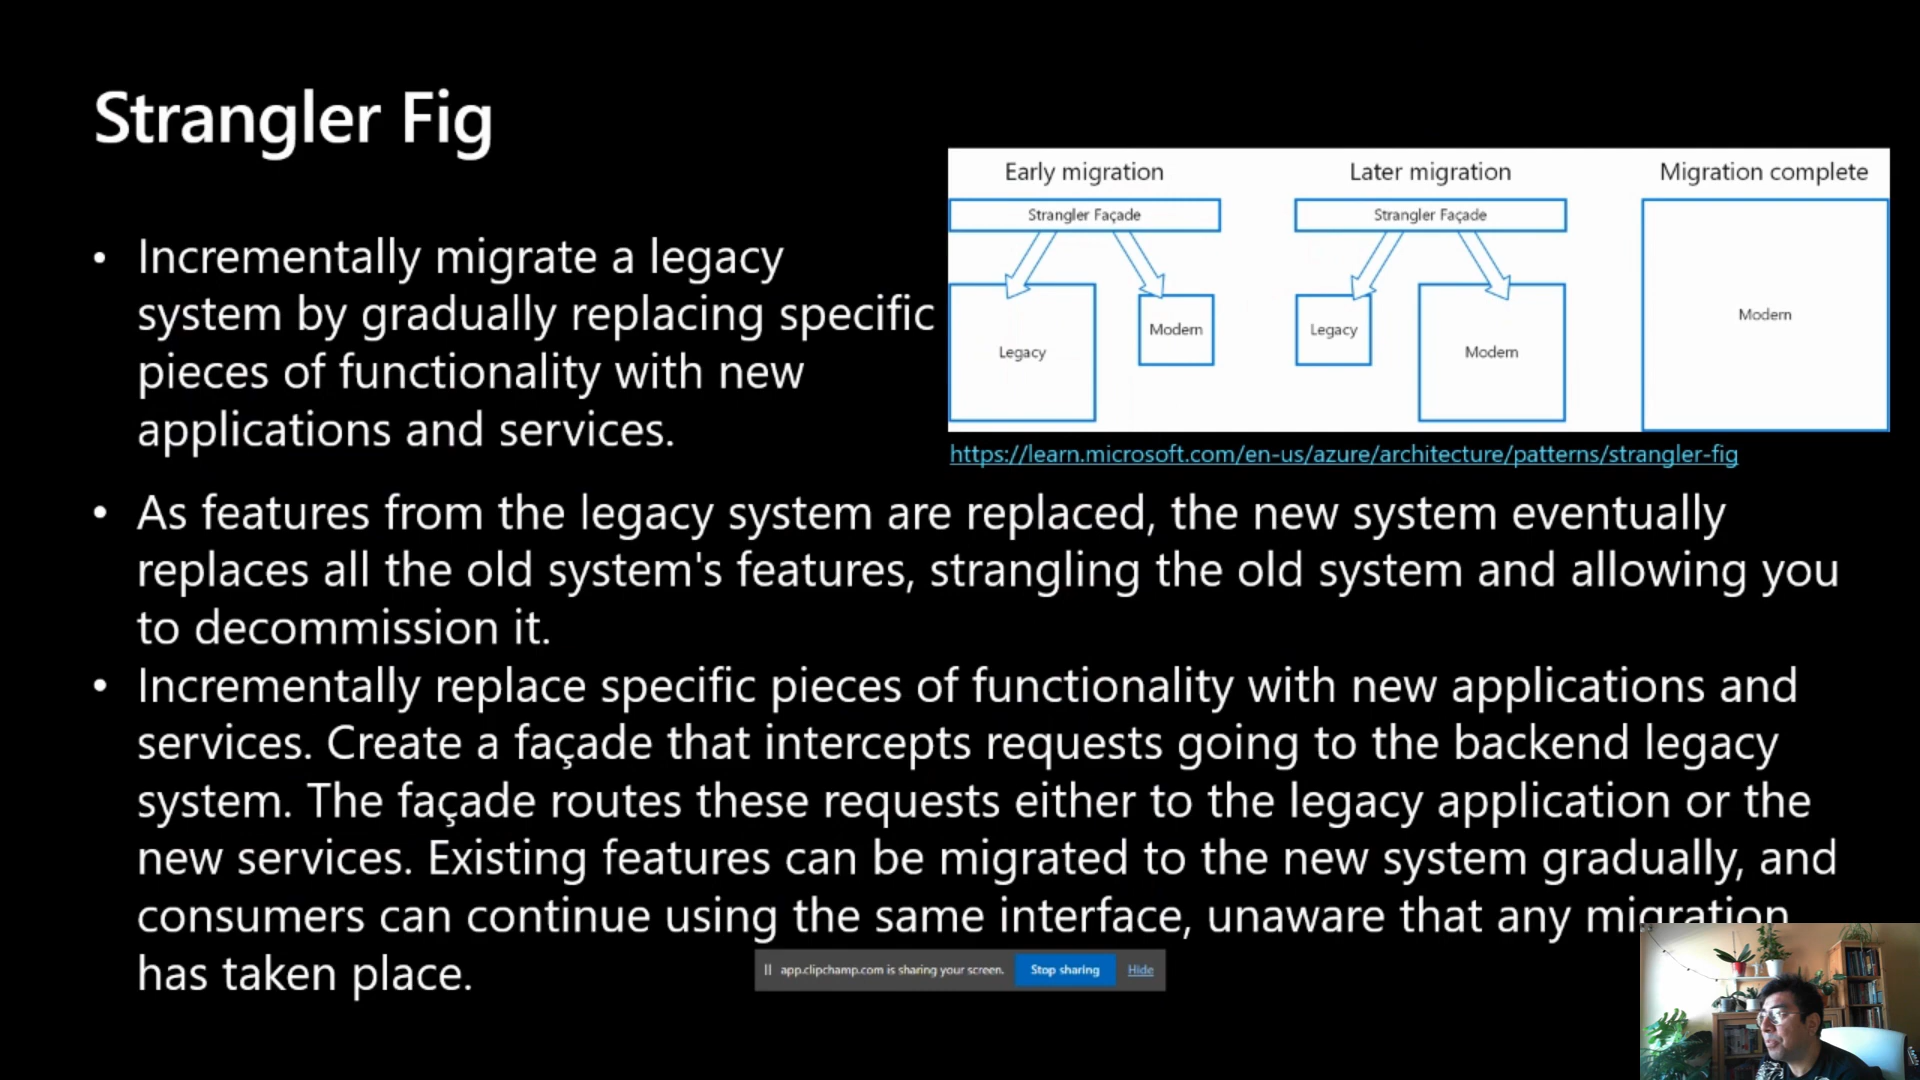 Strangler Fig
• Incrementally migrate a legacy
system by gradually replacing specific
pieces of functionality with new
applications and services.
Early migration
Later migration
Migration complete
Strangler Façade
Strangler Façade
Legacy
Modern
Legacy
Modern
Modern
https://learn.microsoft.com/en-us/azure/architecture/patterns/strangler-fig
• As features from the legacy system are replaced, the new system eventually
replaces all the old system's features, strangling the old system and allowing you
to decommission it.
• Incrementally replace specific pieces of functionality with new applications and
services. Create a façade that intercepts requests going to the backend legacy
system. The façade routes these requests either to the legacy application or the
new services. Existing features can be migrated to the new system gradually, and
consumers can continue using the same interface, unaware that any migration
has taken place.
app.clipchamp.com is sharing your screen.
Stop sharing
Hide